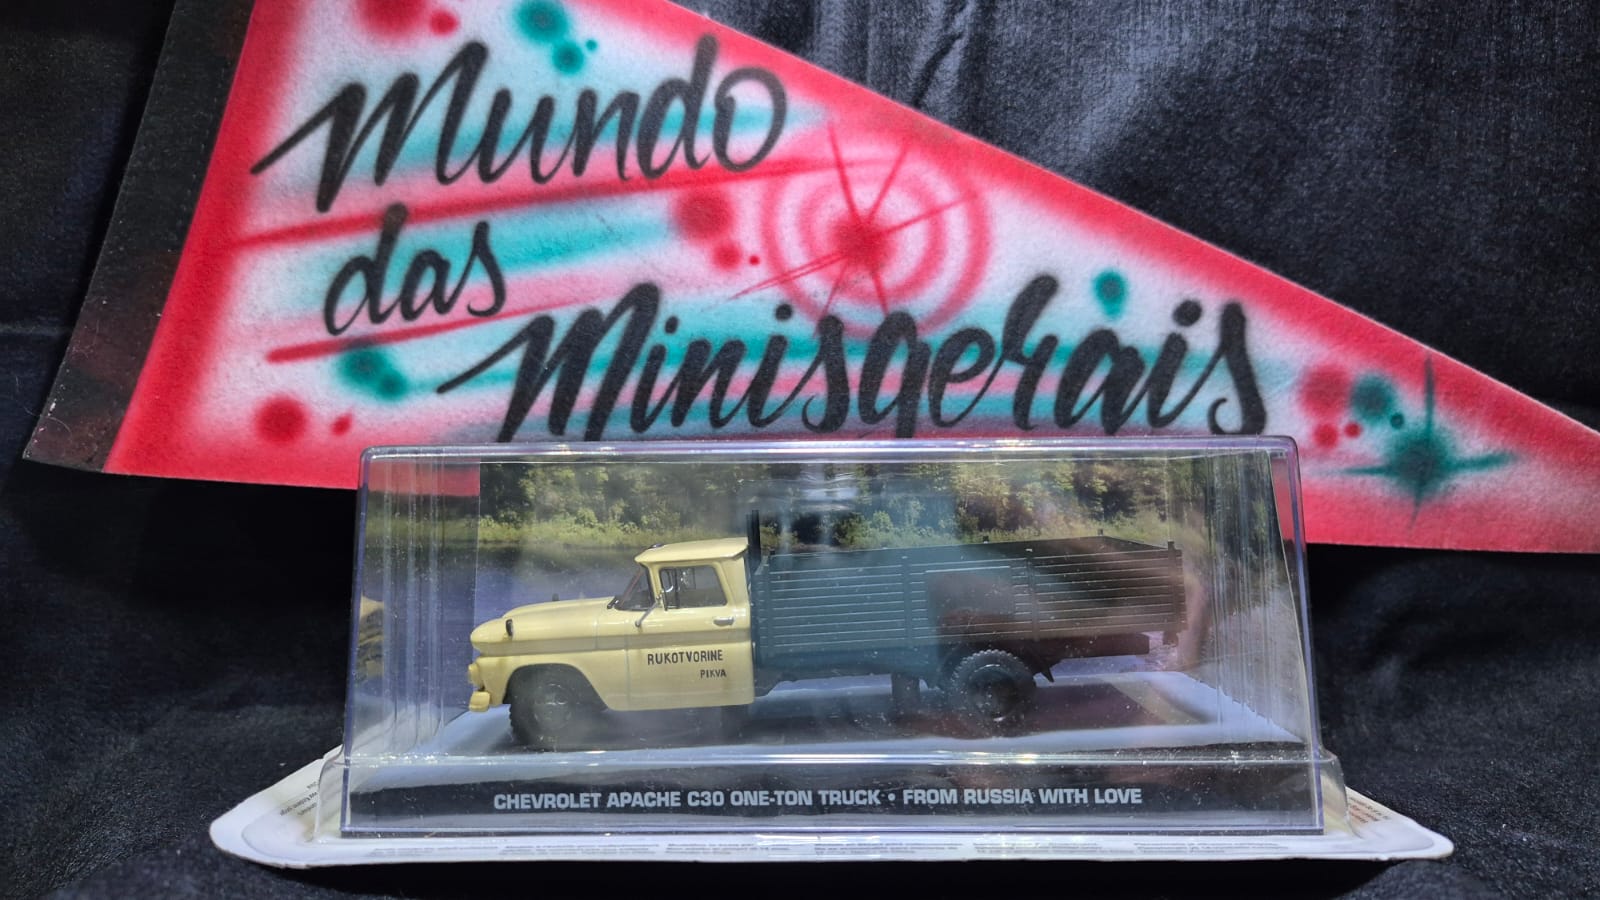 Mundo
das
Minisgerais
RUKOTVORINE
PIKVA
CHEVROLET APACHE C30 ONE-TON TRUCK • FROM RUSSIA WITH LOVE